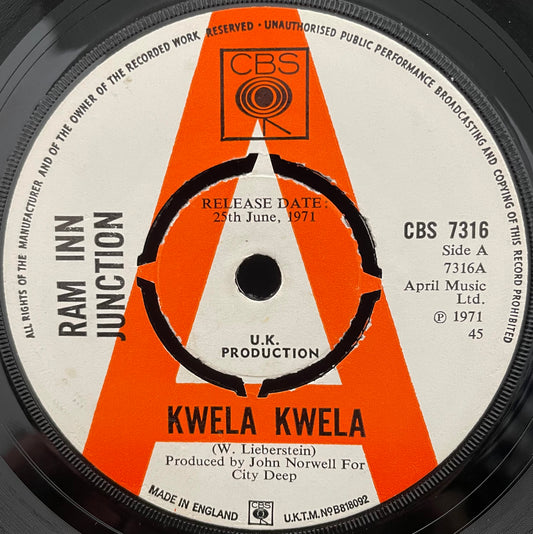 ALL RIGHTS OF THE MANUFACTURER AND OF THE OWNER OF THE RECORDED WORK RESERVED · UNAUTHORISED PUBLIC PERFORMANCE BROADCASTING AND COPYING OF THIS RECORD PROHIBITED
CBS
RELEASE DATE:
25th June, 1971
RAM INN
JUNCTION
CBS 7316
Side A
7316A
April Music
Ltd.
℗ 1971
45
U.K.
PRODUCTION
A
KWELA KWELA
(W. Lieberstein)
Produced by John Norwell For
City Deep
MADE IN ENGLAND
CBS
U.K.T.M. NºB818092